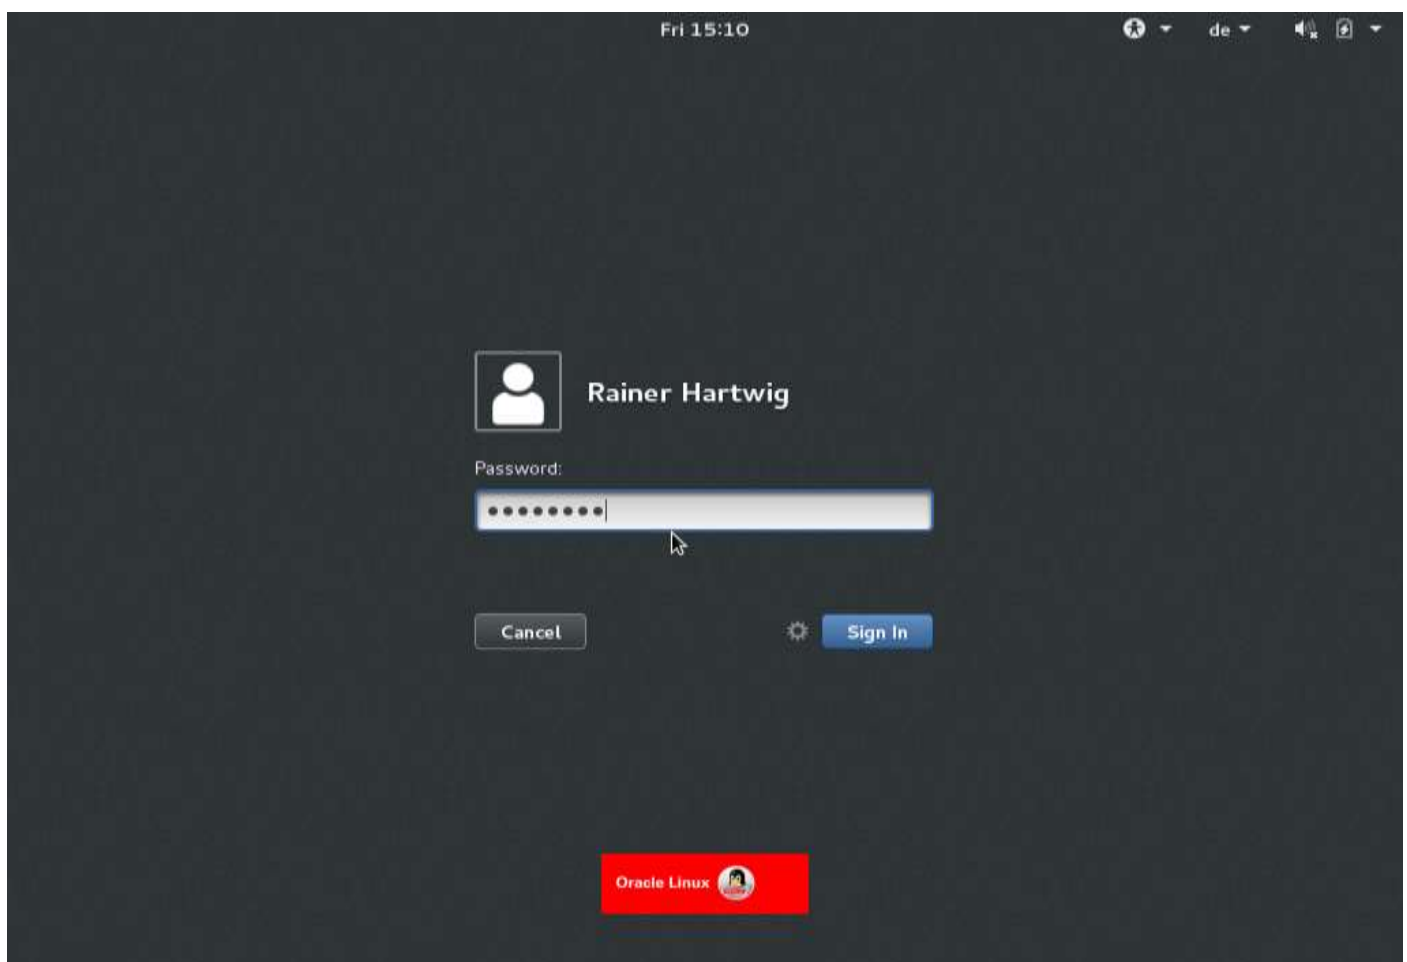 Fri 15:10
de
Rainer Hartwig
Password:
Cancel
Sign In
Oracle Linux